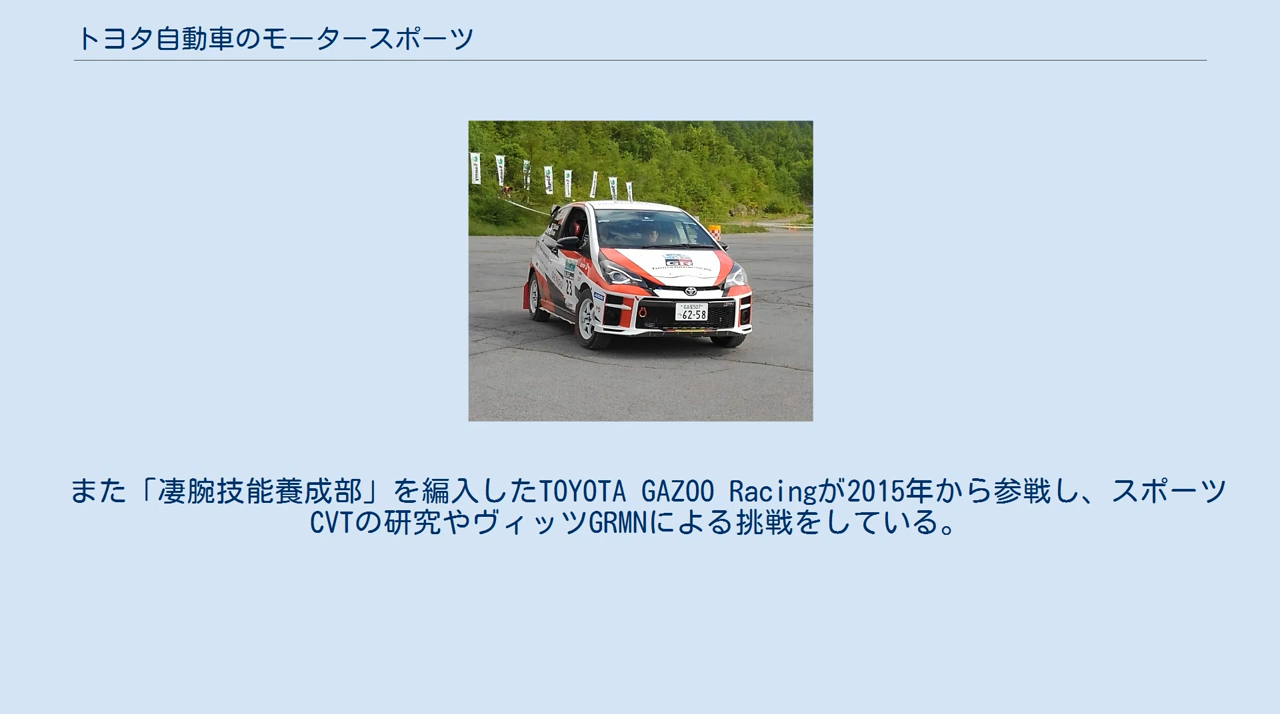 トヨタ自動車のモータースポーツ
GR
23
62-58
また「凄腕技能養成部」を編入したTOYOTA GAZOO Racingが2015年から参戦し、スポーツ
CVTの研究やヴィッツGRMNによる挑戦をしている。